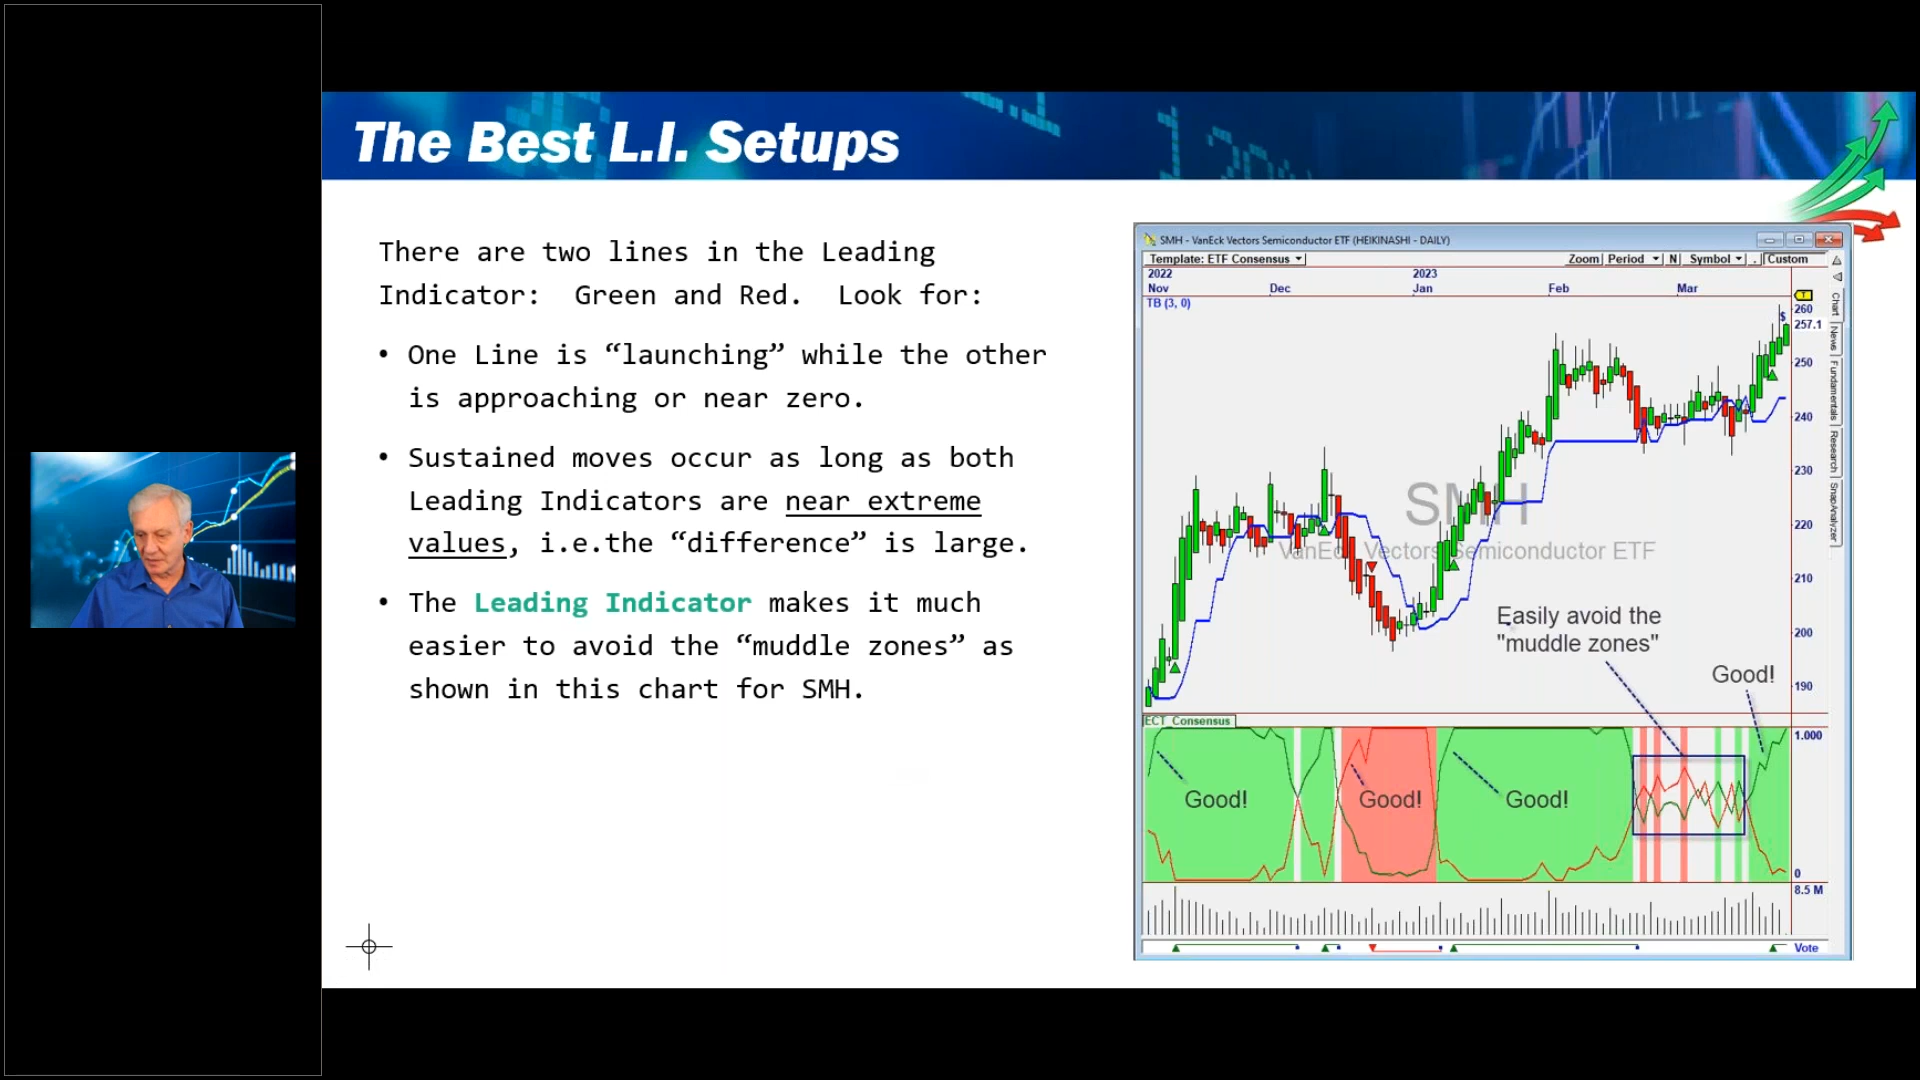 The Best L.I. Setups
There are two lines in the Leading
Indicator:  Green and Red.  Look for:
• One Line is “launching” while the other
is approaching or near zero.
• Sustained moves occur as long as both
Leading Indicators are near extreme
values, i.e.the “difference” is large.
• The Leading Indicator makes it much
easier to avoid the “muddle zones” as
shown in this chart for SMH.
SMH - VanEck Vectors Semiconductor ETF (HEIKINASHI - DAILY)
Template: ETF Consensus
Zoom Period N Symbol . Custom
2022 2023
Nov Dec Jan Feb Mar
TB (3, 0)
T
260
$
257.1
250
240
230
220
210
200
190
Chart
News
Fundamentals
Research
SnapAnalyzer
SMH
VanEck Vectors Semiconductor ETF
Easily avoid the
"muddle zones"
Good!
ECT_Consensus
1.000
Good! Good! Good!
0
8.5 M
Vote